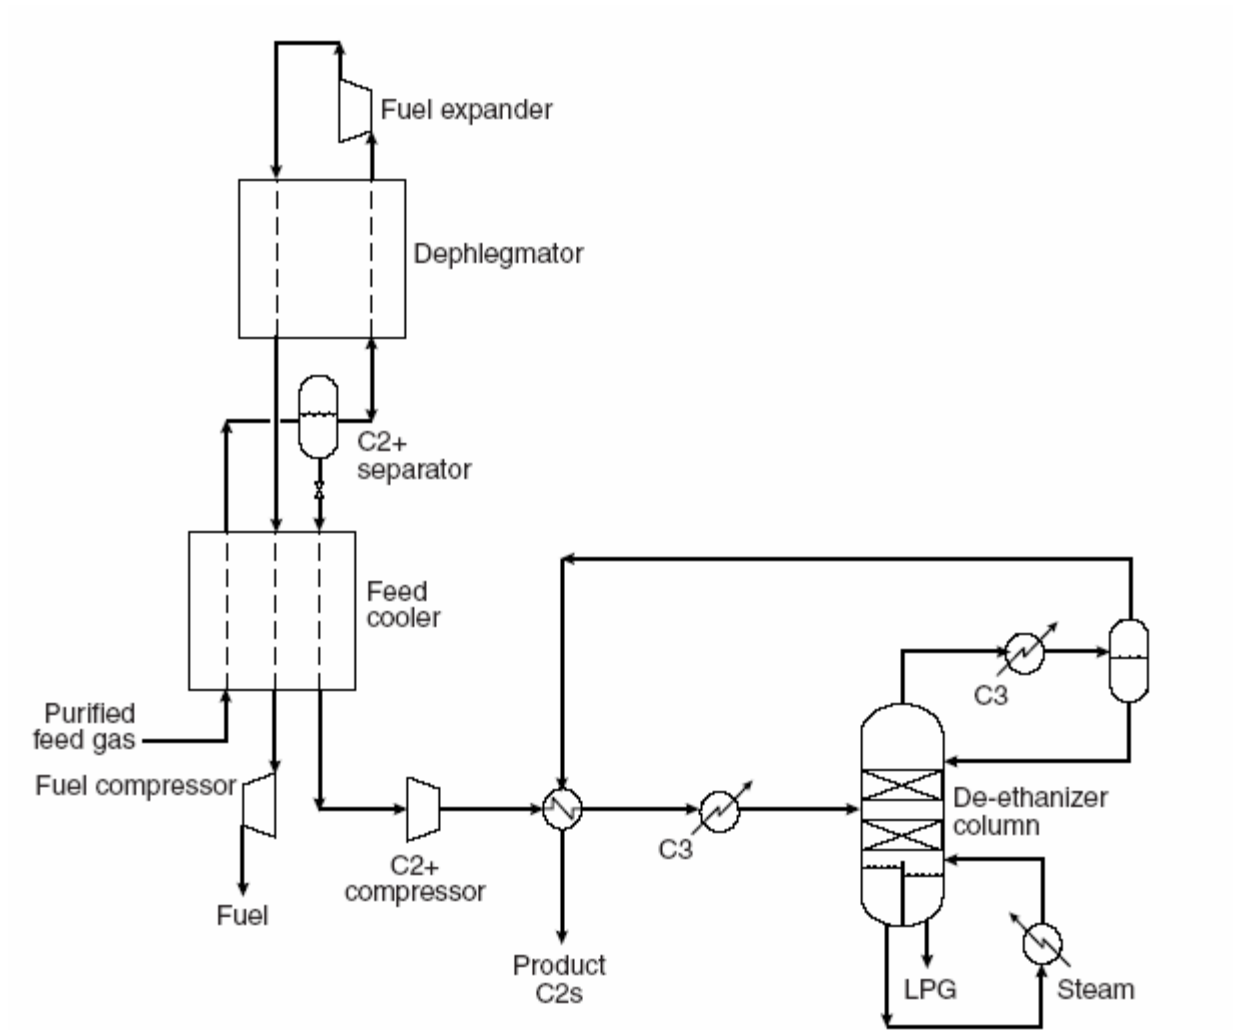 Fuel expander
Dephlegmator
C2+
separator
Feed
cooler
Purified
feed gas
Fuel compressor
Fuel
C2+
compressor
Product
C2s
C3
C3
De-ethanizer
column
LPG
Steam